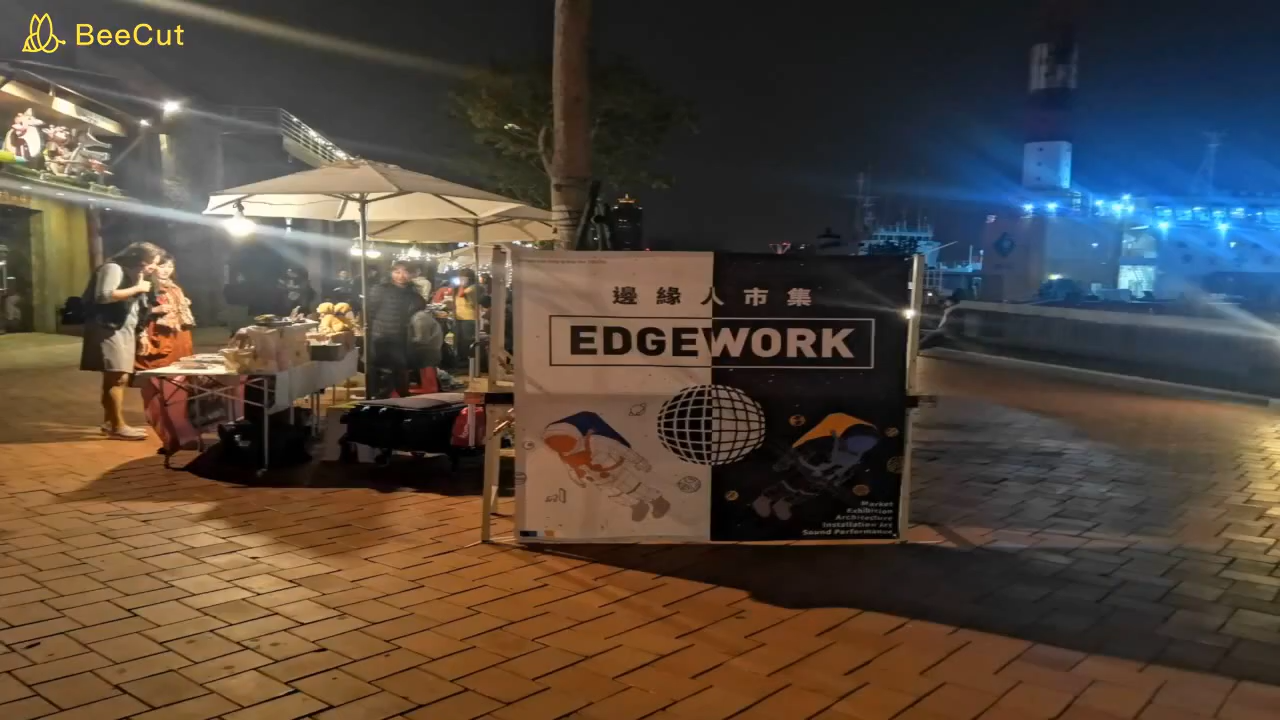 BeeCut
邊緣人市集
EDGEWORK
Market
Exhibition
Architecture
Installation Art
Sound Performance